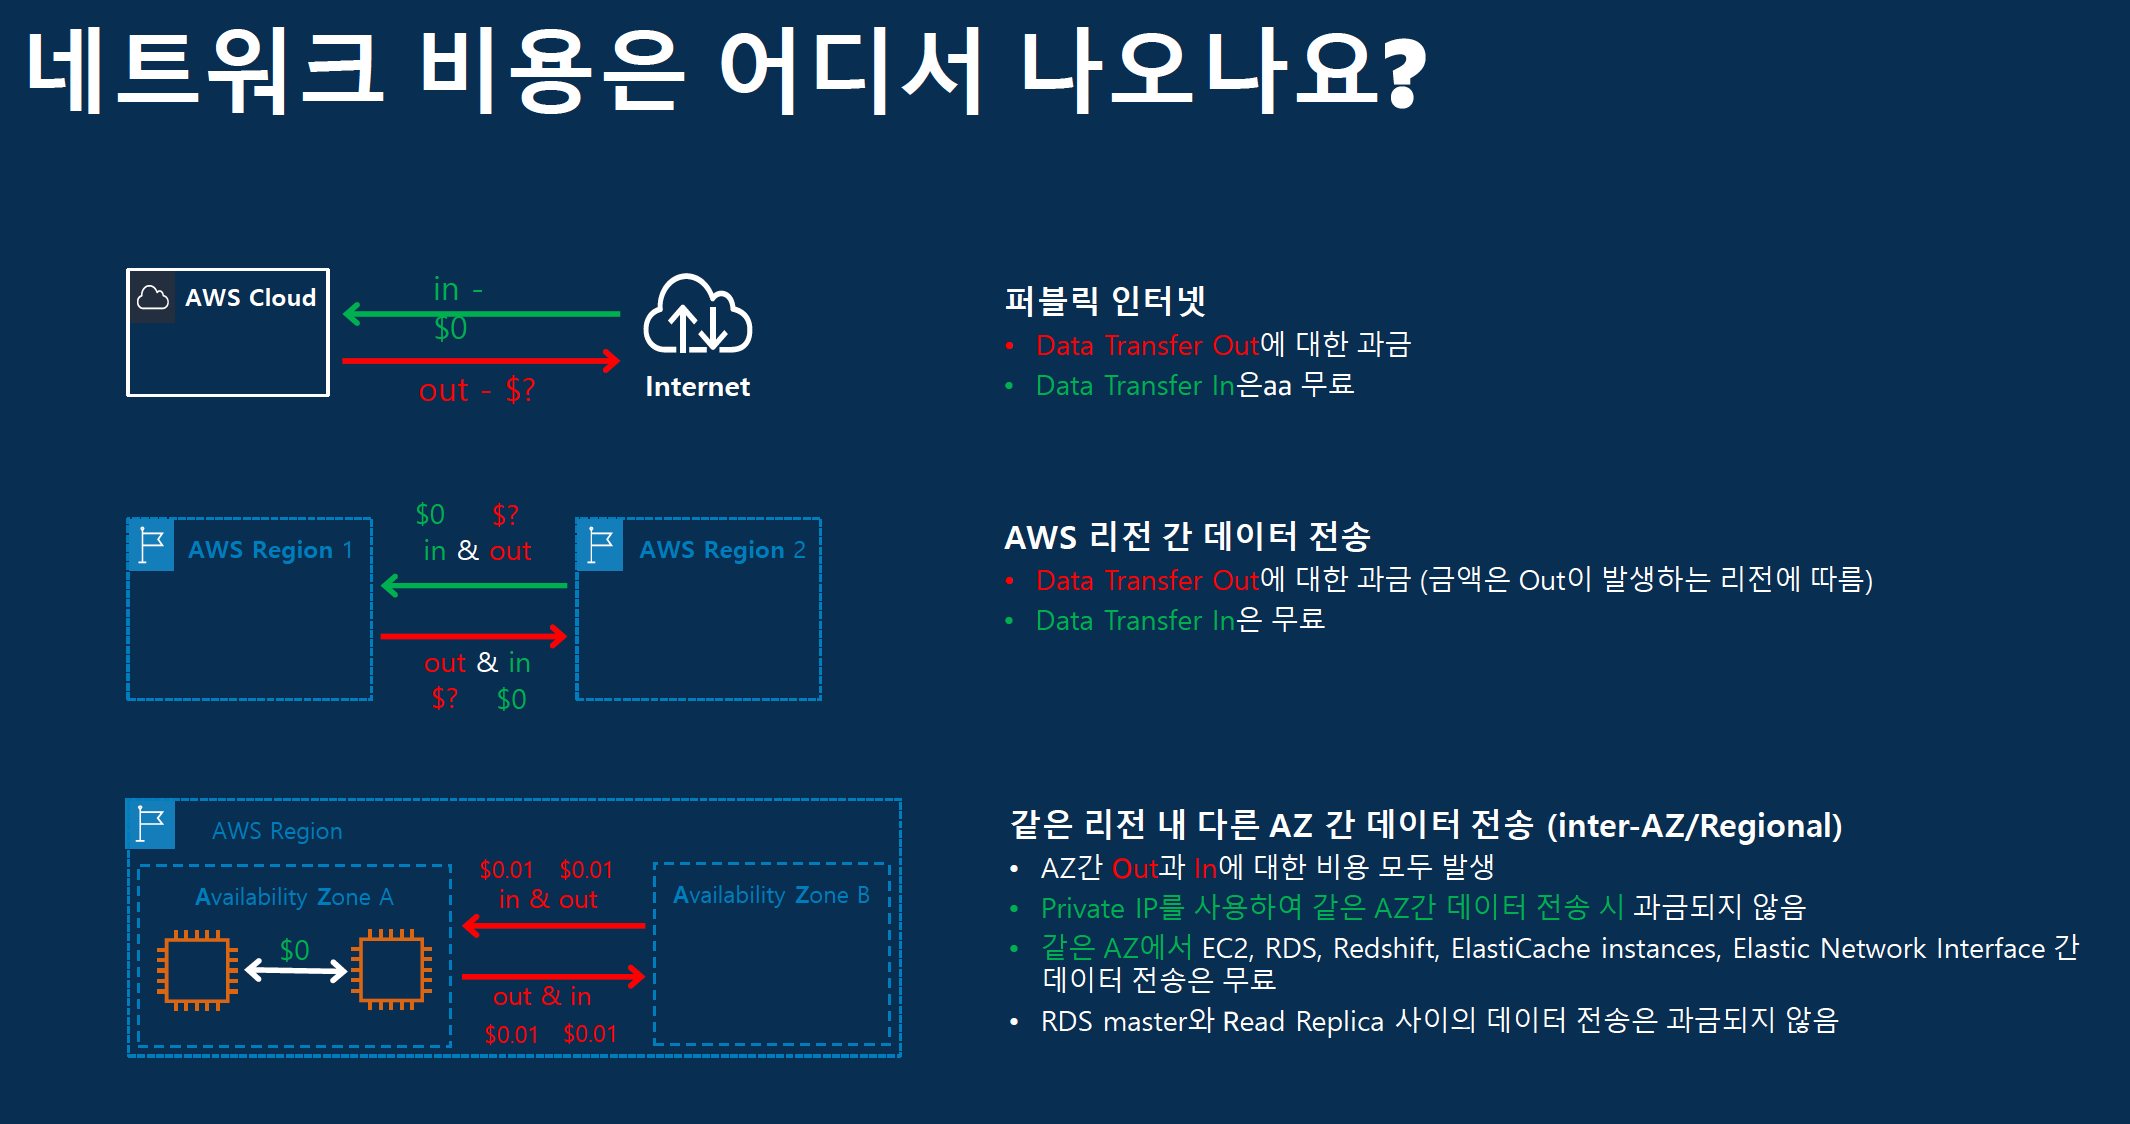 네트워크 비용은 어디서 나오나요?
AWS Cloud
in -
$0
out - $?
Internet
퍼블릭 인터넷
• Data Transfer Out에 대한 과금
• Data Transfer In은aa 무료
$0 $?
in & out
AWS Region 1
AWS Region 2
out & in
$? $0
AWS 리전 간 데이터 전송
• Data Transfer Out에 대한 과금 (금액은 Out이 발생하는 리전에 따름)
• Data Transfer In은 무료
AWS Region
Availability Zone A
$0
$0.01 $0.01
in & out
out & in
$0.01 $0.01
Availability Zone B
같은 리전 내 다른 AZ 간 데이터 전송 (inter-AZ/Regional)
• AZ간 Out과 In에 대한 비용 모두 발생
• Private IP를 사용하여 같은 AZ간 데이터 전송 시 과금되지 않음
• 같은 AZ에서 EC2, RDS, Redshift, ElastiCache instances, Elastic Network Interface 간
데이터 전송은 무료
• RDS master와 Read Replica 사이의 데이터 전송은 과금되지 않음